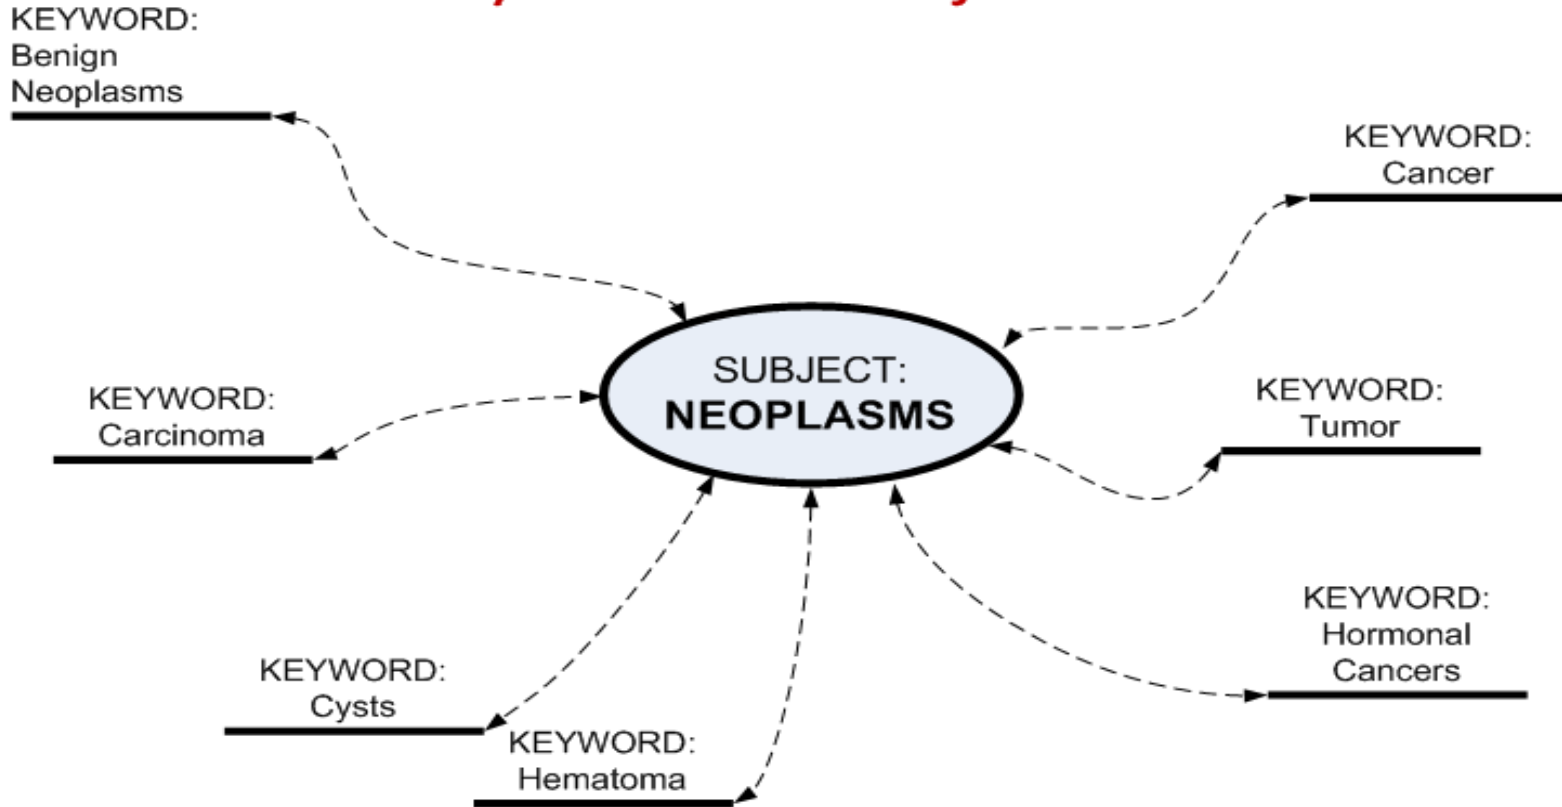 KEYWORD:
Benign
Neoplasms
KEYWORD:
Cancer
SUBJECT:
NEOPLASMS
KEYWORD:
Carcinoma
KEYWORD:
Tumor
KEYWORD:
Hormonal
Cancers
KEYWORD:
Cysts
KEYWORD:
Hematoma